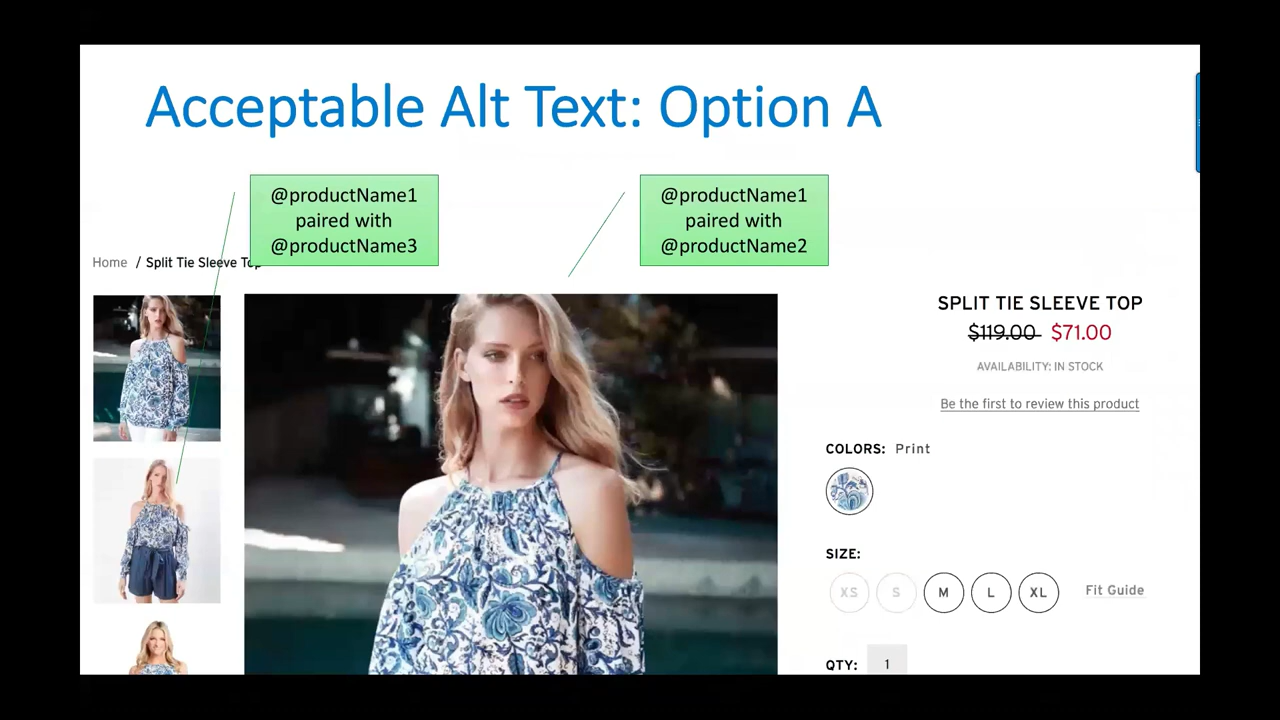 Acceptable Alt Text: Option A
@productName1
paired with
@productName3
@productName1
paired with
@productName2
Home / Split Tie Sleeve Top
SPLIT TIE SLEEVE TOP
$119.00 $71.00
AVAILABILITY: IN STOCK
Be the first to review this product
COLORS: Print
SIZE:
XS S M L XL Fit Guide
QTY: 1